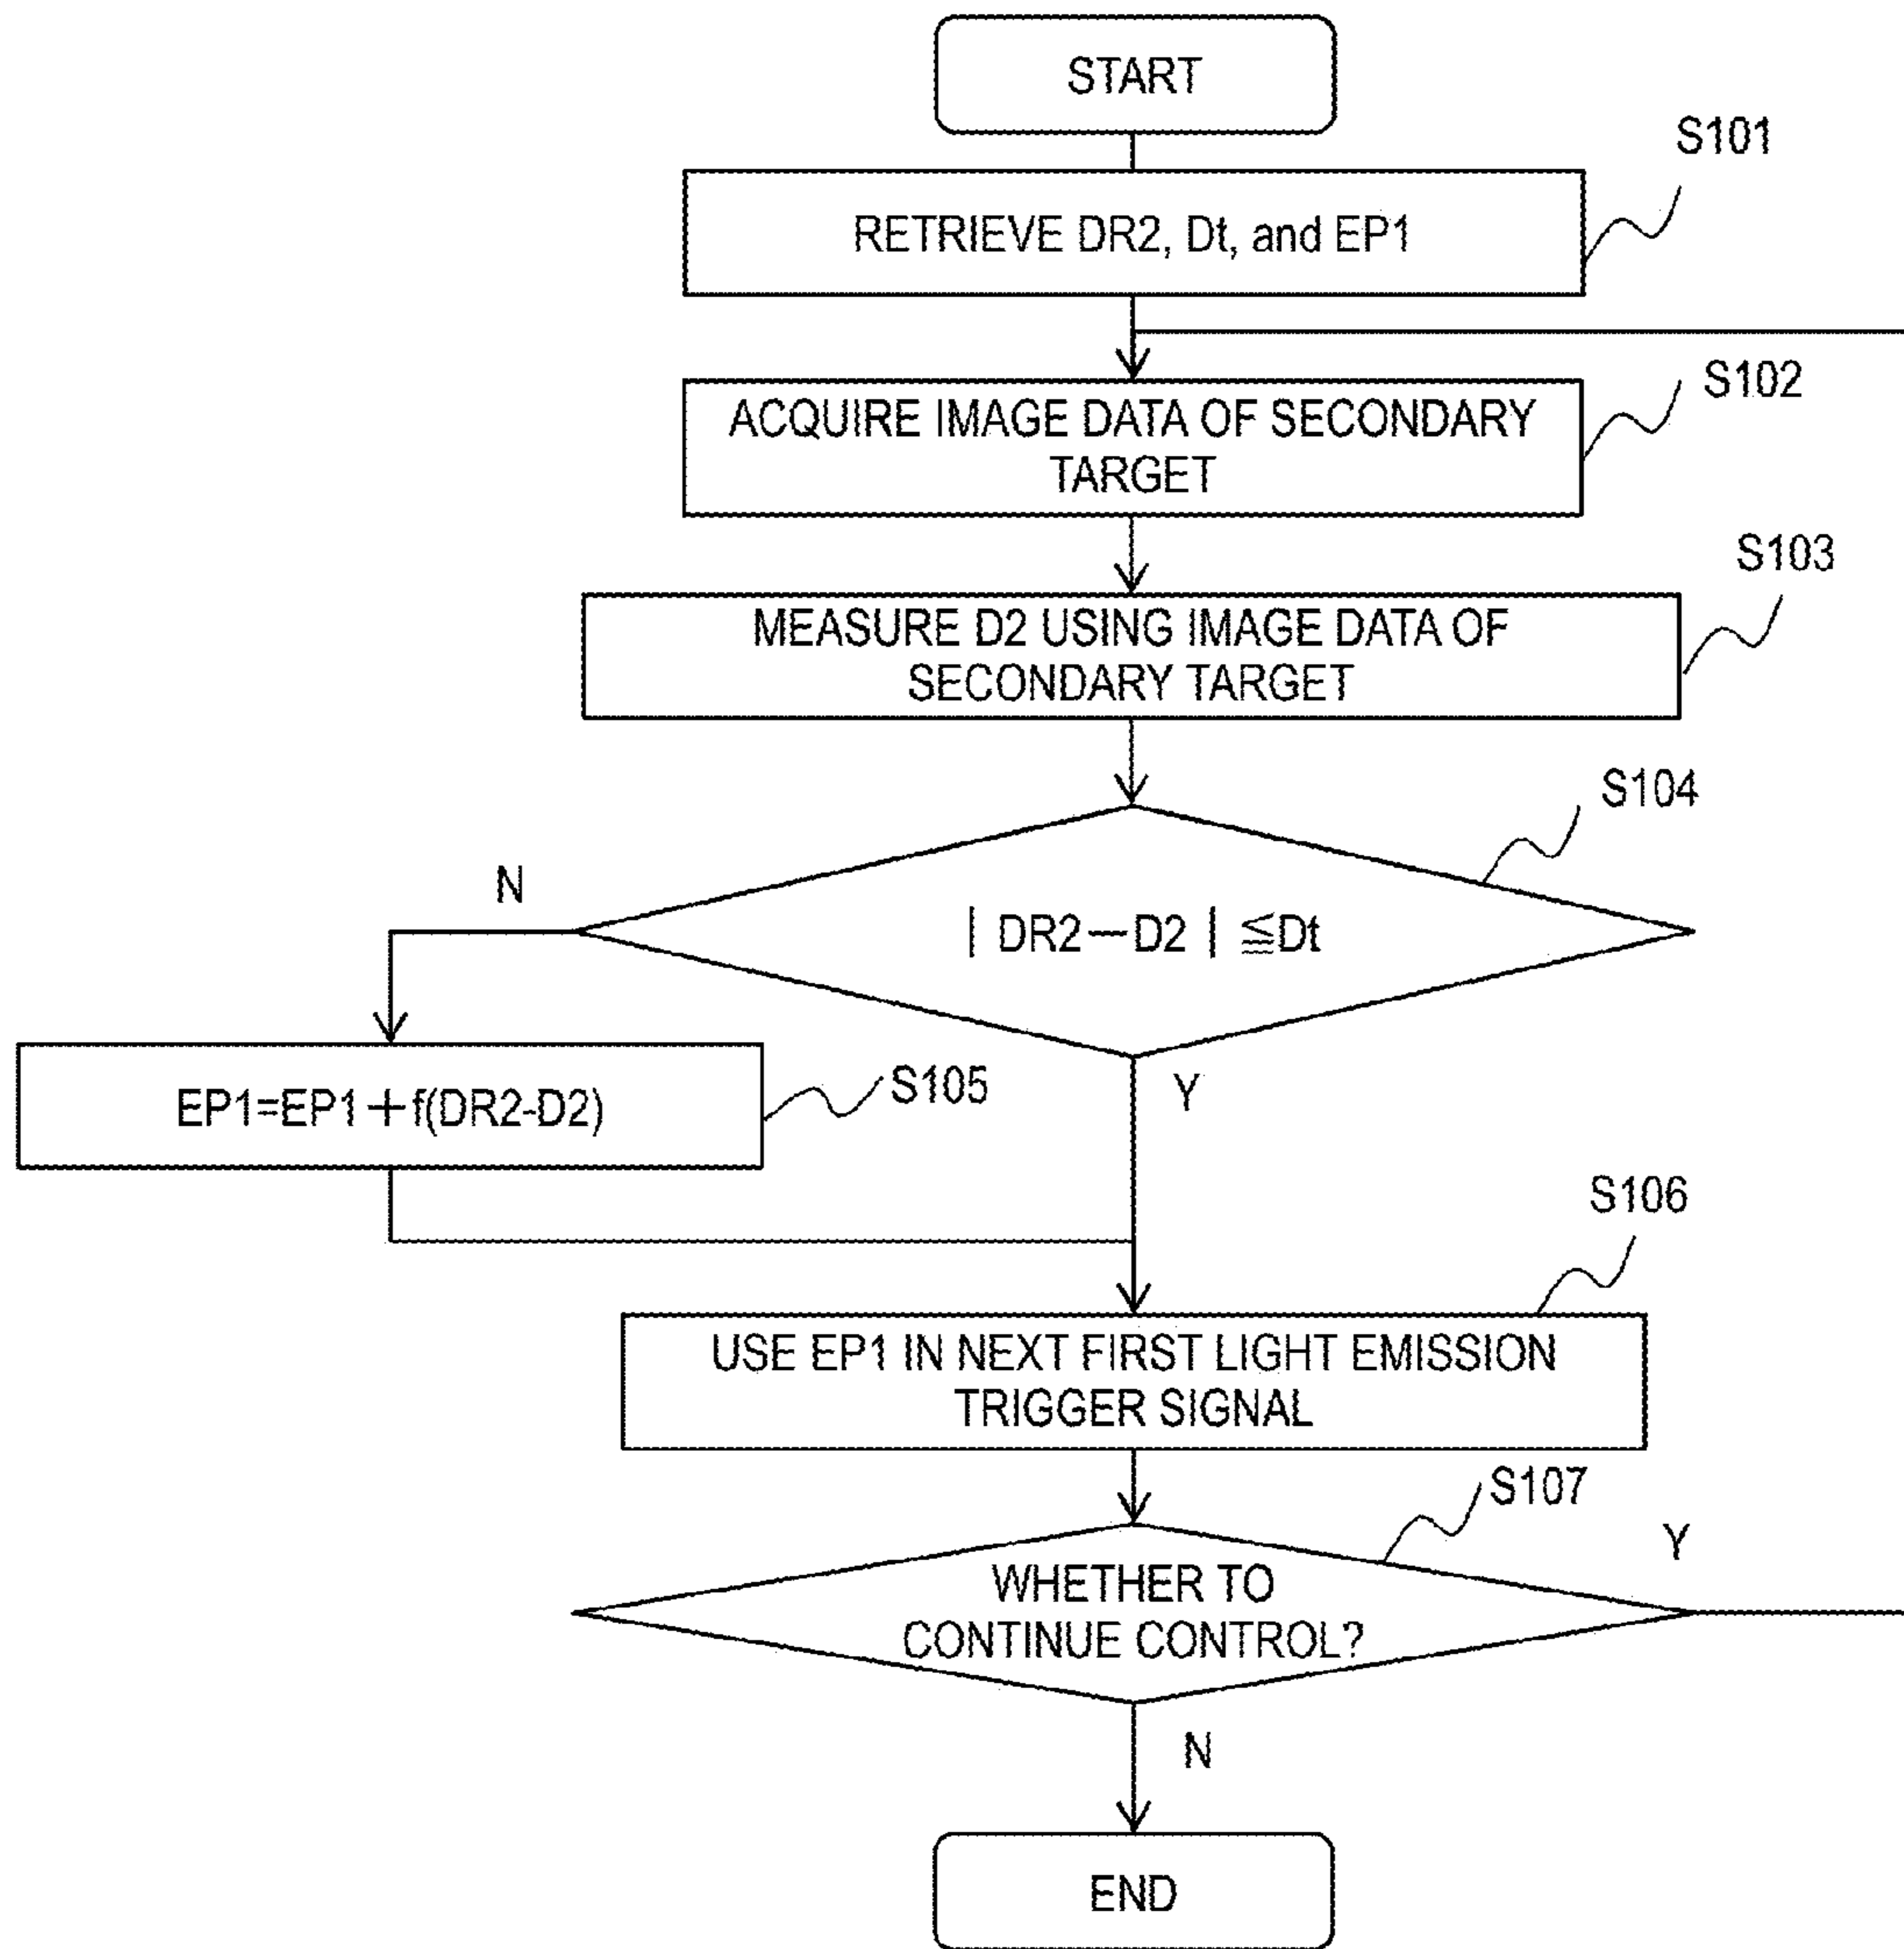 START
S101
RETRIEVE DR2, Dt, and EP1
S102
ACQUIRE IMAGE DATA OF SECONDARY
TARGET
S103
MEASURE D2 USING IMAGE DATA OF
SECONDARY TARGET
S104
N
| DR2—D2 | ≦Dt
S105
EP1=EP1+f(DR2-D2)
Y
S106
USE EP1 IN NEXT FIRST LIGHT EMISSION
TRIGGER SIGNAL
S107
Y
WHETHER TO
CONTINUE CONTROL?
N
END